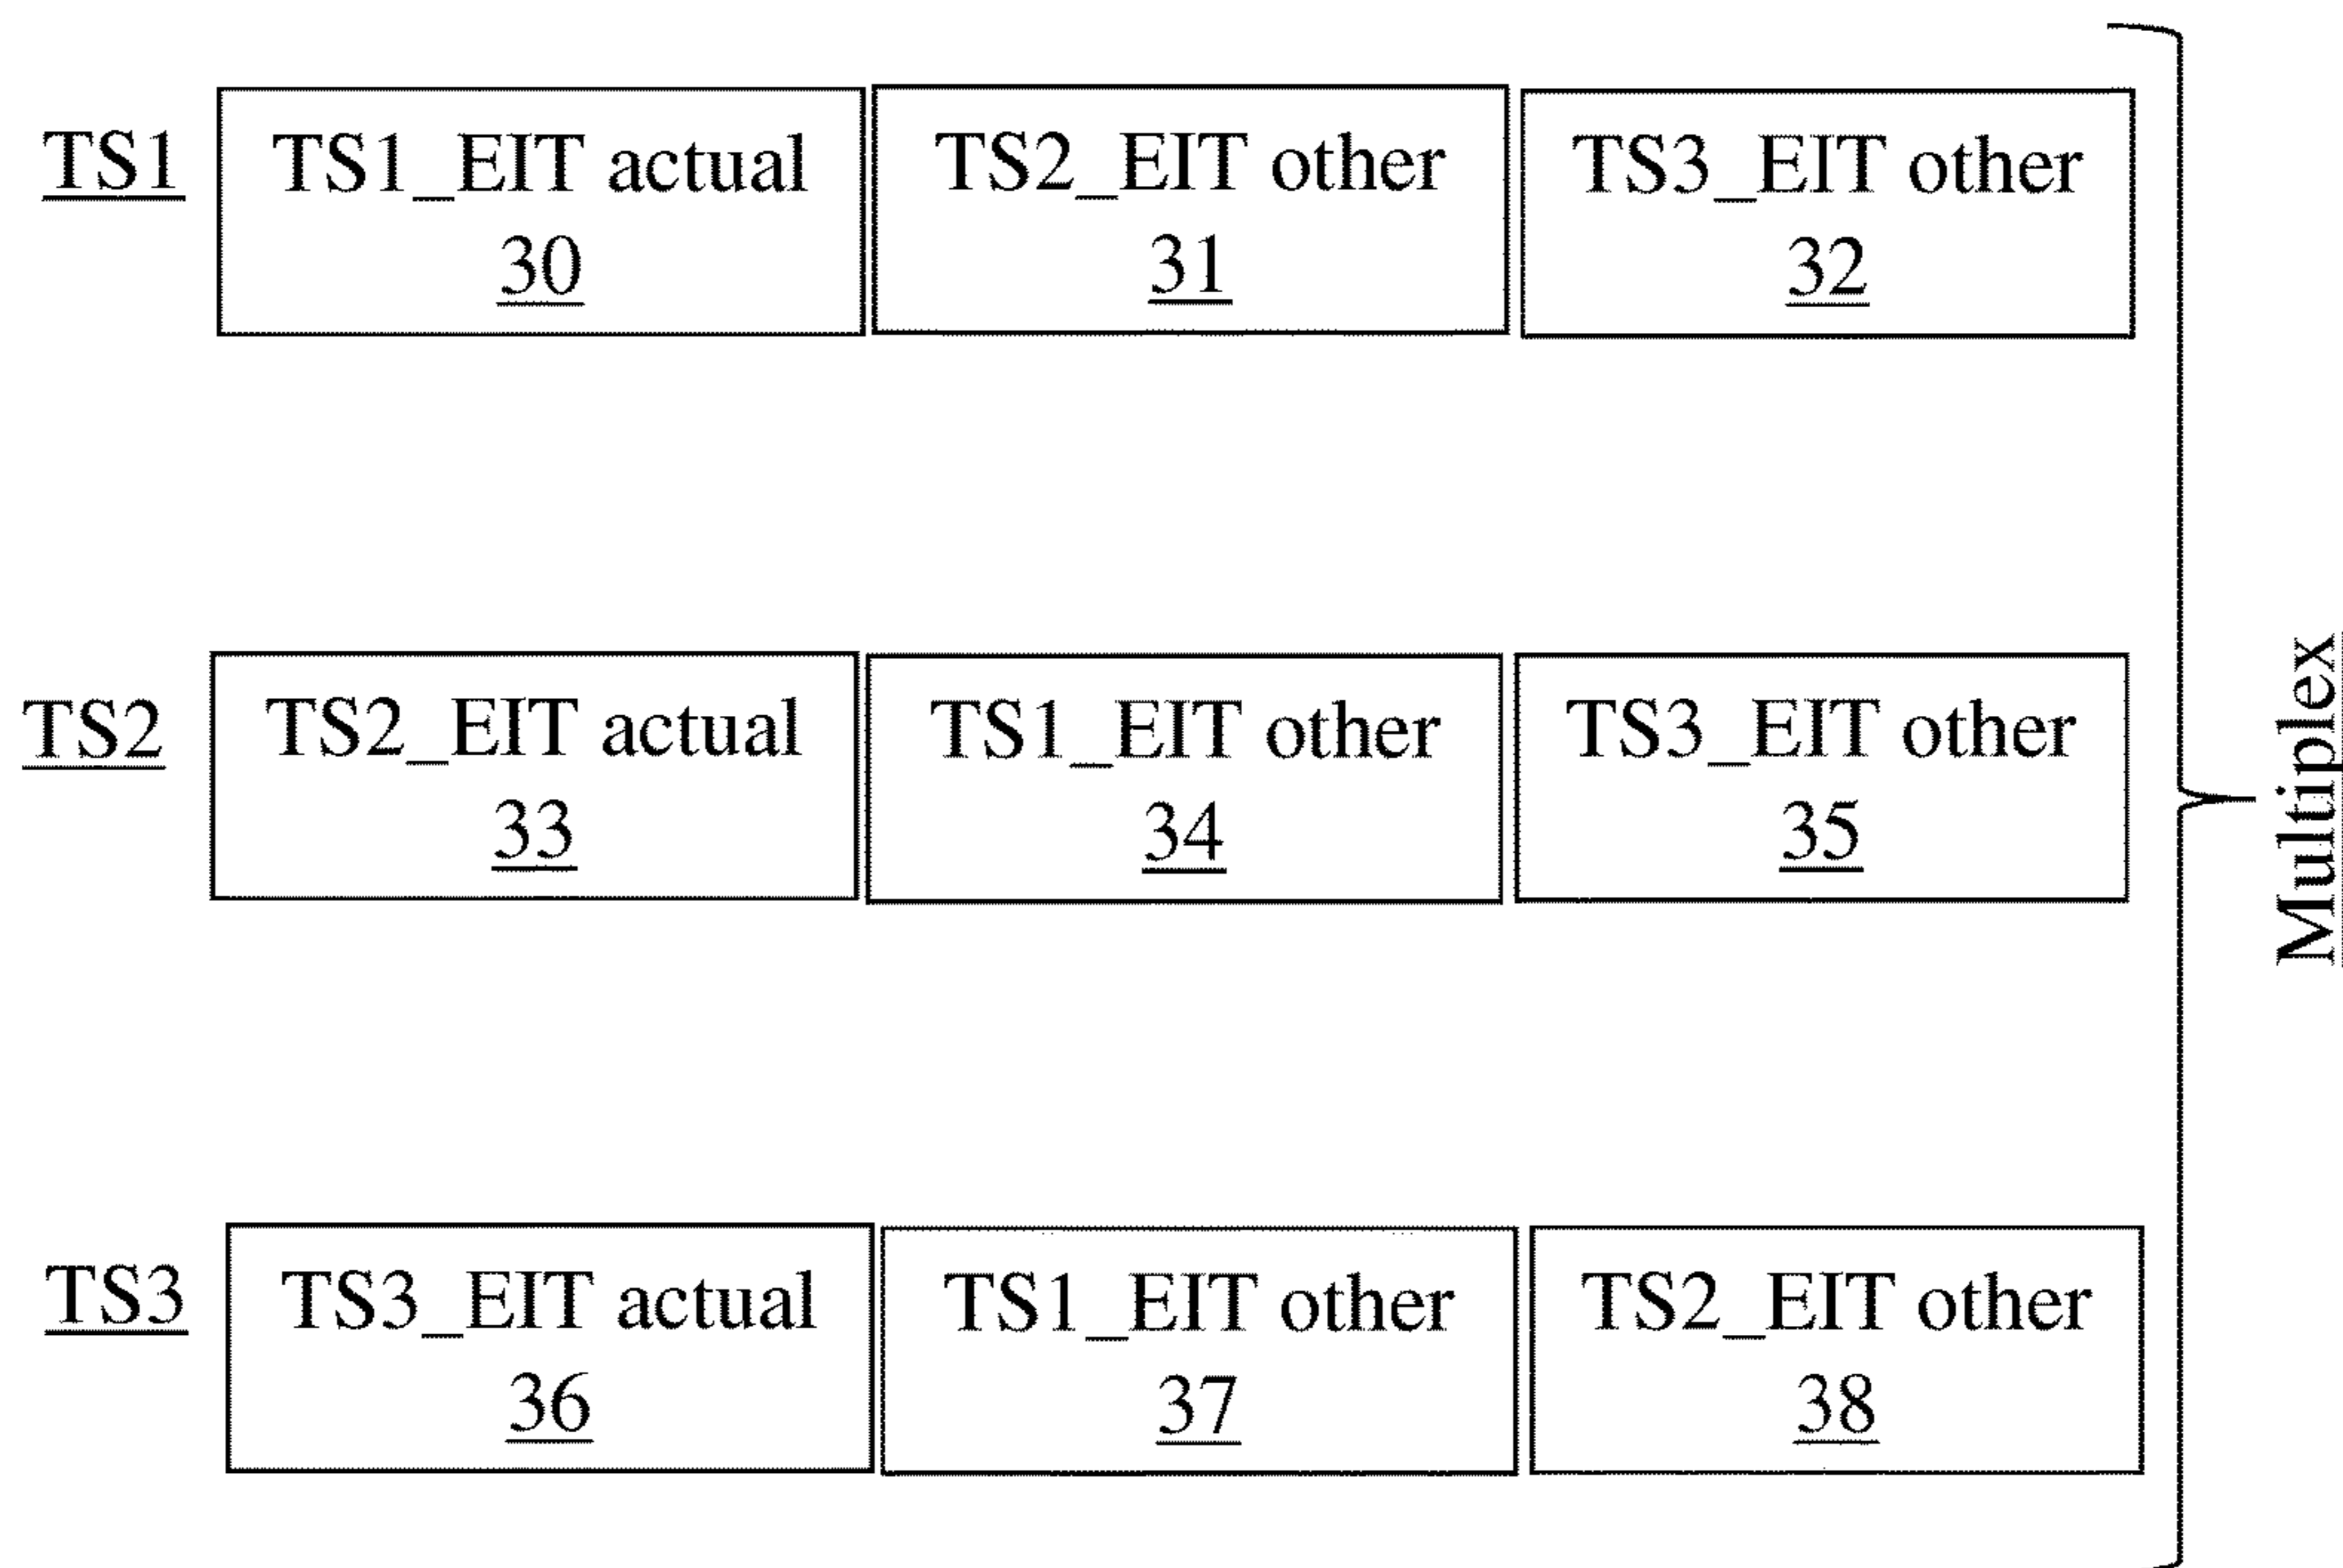 TS1
TS1_EIT actual
30
TS2_EIT other
31
TS3_EIT other
32
TS2
TS2_EIT actual
33
TS1_EIT other
34
TS3_EIT other
35
TS3
TS3_EIT actual
36
TS1_EIT other
37
TS2_EIT other
38
Multiplex